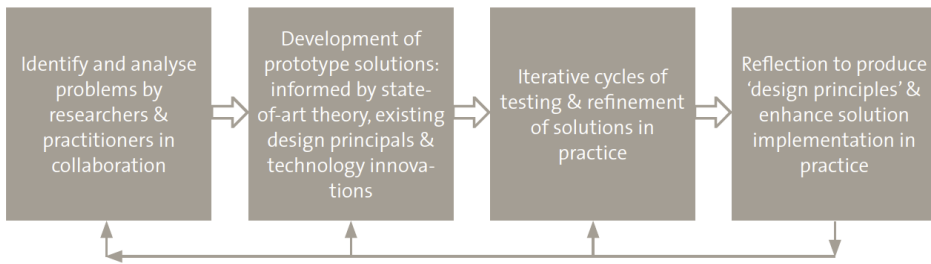 Identify and analyse
problems by
researchers &
practitioners in
collaboration
Development of
prototype solutions:
informed by state-
of-art theory, existing
design principals &
technology innova-
tions
Iterative cycles of
testing & refinement
of solutions in
practice
Reflection to produce
‘design principles’ &
enhance solution
implementation in
practice